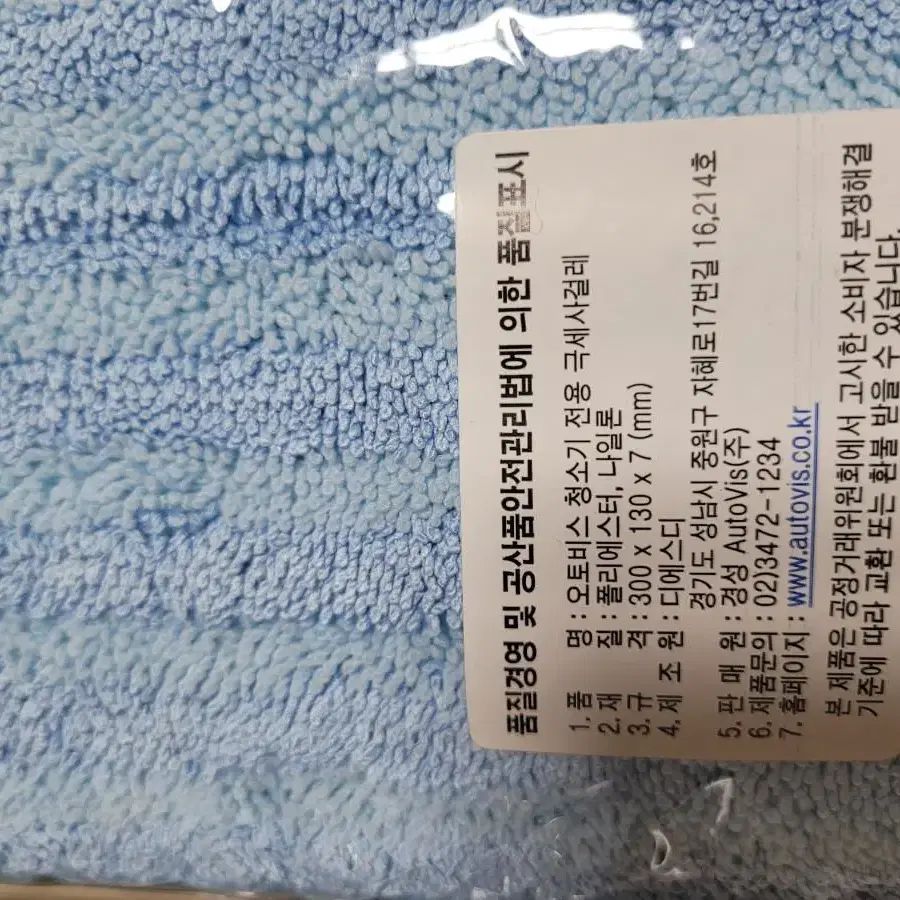 품질경영 및 공산품안전관리법에 의한 품질표시
1. 품 명 : 오토비스 청소기 전용 극세사걸레
2. 재 질 : 폴리에스터, 나일론
3. 규 격 : 300 x 130 x 7 (mm)
4. 제 조 원 : 디에스디
경기도 성남시 중원구 자혜로17번길 16,214호
5. 판 매 원 : 경성 AutoVis(주)
6. 제품문의 : 02)3472-1234
7. 홈페이지 : www.autovis.co.kr
본 제품은 공정거래위원회에서 고시한 소비자 분쟁해결
기준에 따라 교환 또는 환불 받을 수 있습니다.